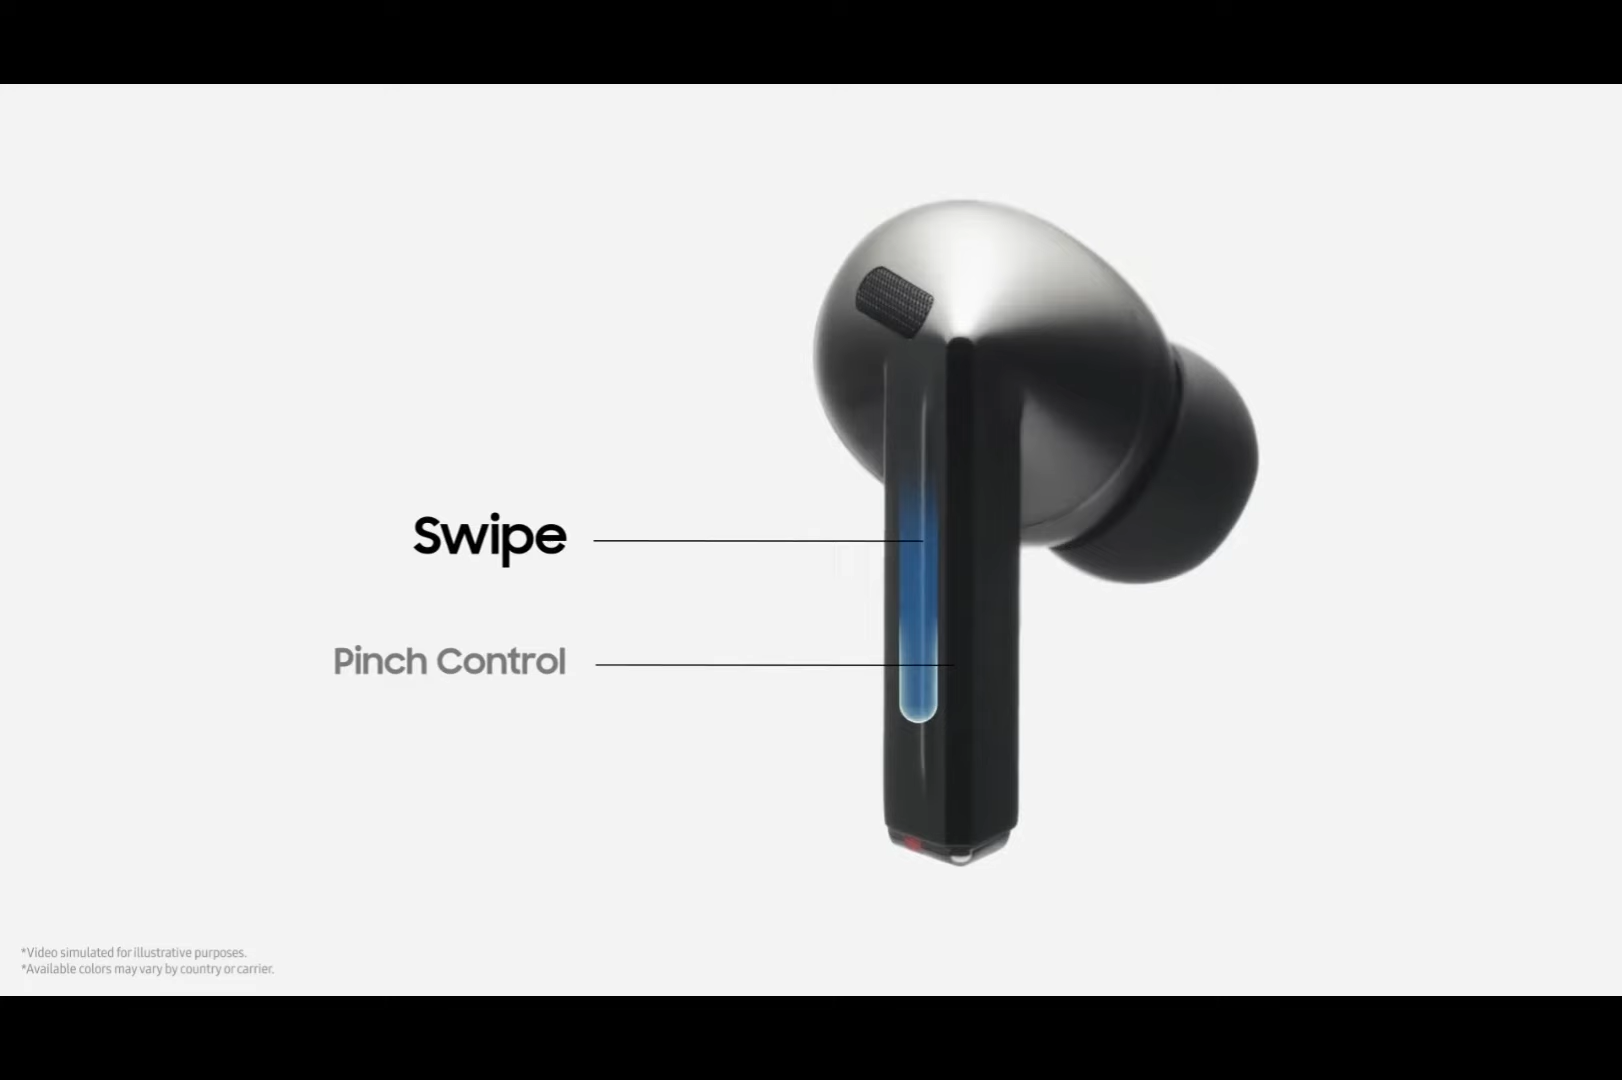 Swipe
Pinch Control
*Video simulated for illustrative purposes.
*Available colors may vary by country or carrier.